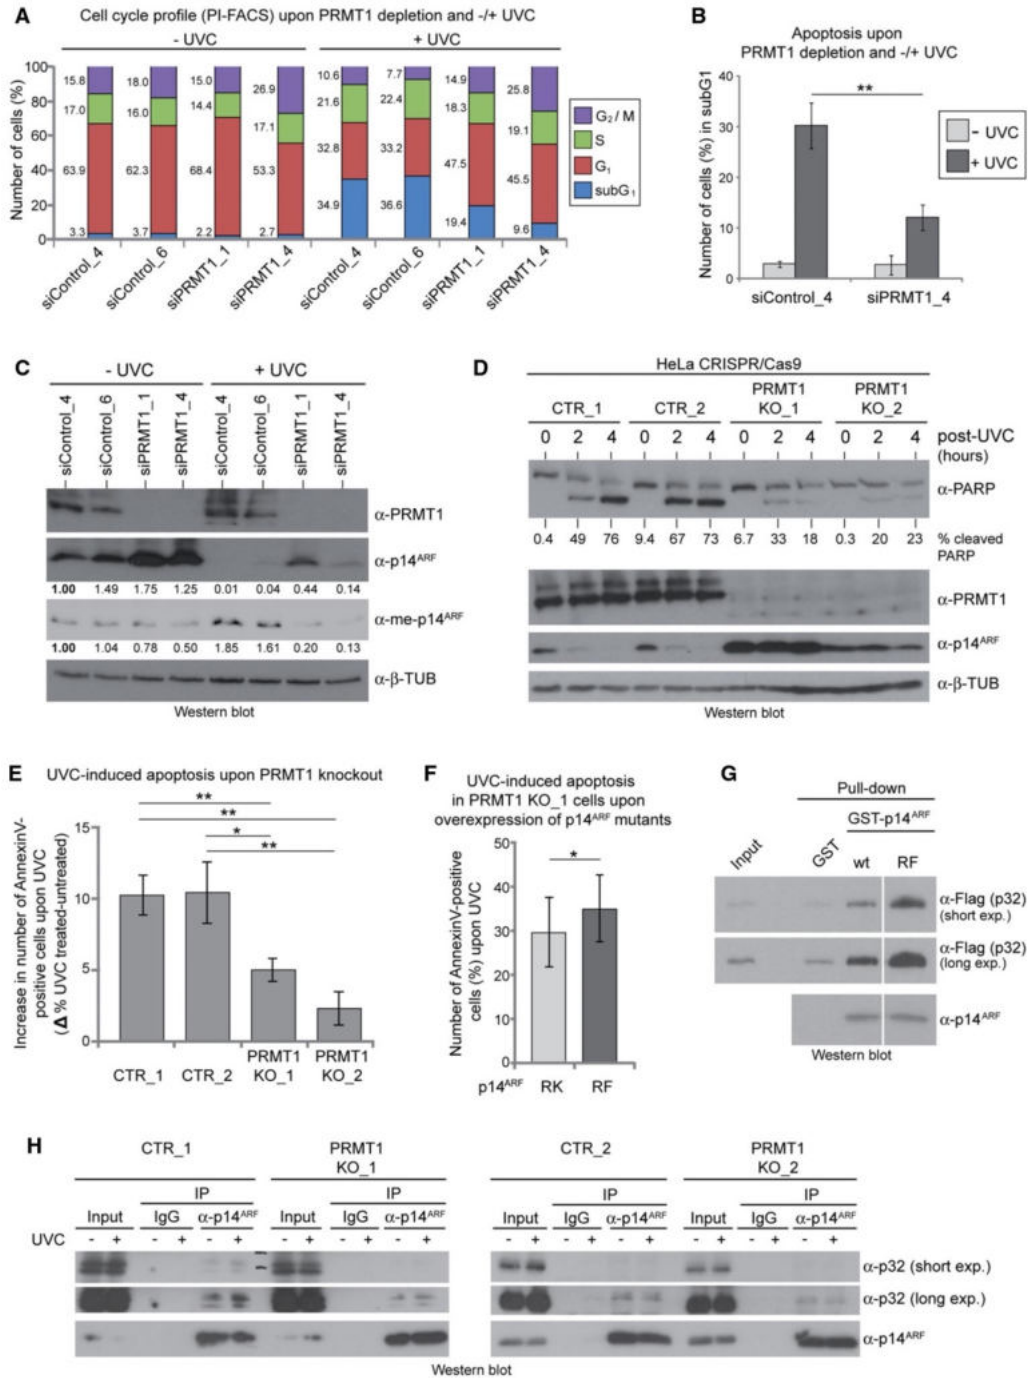 A
Cell cycle profile (PI-FACS) upon PRMT1 depletion and -/+ UVC
- UVC
+ UVC
Number of cells (%)
100
80
60
40
20
0
15.8
17.0
63.9
3.3
18.0
16.0
62.3
3.7
15.0
14.4
68.4
2.2
26.9
17.1
53.3
2.7
10.6
21.6
32.8
34.9
7.7
22.4
33.2
36.6
14.9
18.3
47.5
19.4
25.8
19.1
45.5
9.6
siControl_4
siControl_6
siPRMT1_1
siPRMT1_4
siControl_4
siControl_6
siPRMT1_1
siPRMT1_4
G₂ / M
S
G₁
subG₁
B
Apoptosis upon
PRMT1 depletion and -/+ UVC
Number of cells (%) in subG1
40
30
20
10
0
**
siControl_4
siPRMT1_4
- UVC
+ UVC
C
- UVC
+ UVC
siControl_4
siControl_6
siPRMT1_1
siPRMT1_4
siControl_4
siControl_6
siPRMT1_1
siPRMT1_4
α-PRMT1
α-p14ᴬᴿᶠ
1.00 1.49 1.75 1.25 0.01 0.04 0.44 0.14
α-me-p14ᴬᴿᶠ
1.00 1.04 0.78 0.50 1.85 1.61 0.20 0.13
α-β-TUB
Western blot
D
HeLa CRISPR/Cas9
CTR_1
CTR_2
PRMT1
KO_1
PRMT1
KO_2
0 2 4 0 2 4 0 2 4 0 2 4
post-UVC
(hours)
α-PARP
0.4 49 76 9.4 67 73 6.7 33 18 0.3 20 23
% cleaved
PARP
α-PRMT1
α-p14ᴬᴿᶠ
α-β-TUB
Western blot
E
UVC-induced apoptosis upon PRMT1 knockout
Increase in number of AnnexinV-
positive cells upon UVC
(Δ % UVC treated-untreated)
15
10
5
0
**
**
*
**
CTR_1
CTR_2
PRMT1
KO_1
PRMT1
KO_2
F
UVC-induced apoptosis
in PRMT1 KO_1 cells upon
overexpression of p14ᴬᴿᶠ mutants
Number of AnnexinV-positive
cells (%) upon UVC
50
40
30
20
10
0
*
p14ᴬᴿᶠ RK RF
G
Pull-down
GST-p14ᴬᴿᶠ
Input
GST
wt
RF
α-Flag (p32)
(short exp.)
α-Flag (p32)
(long exp.)
α-p14ᴬᴿᶠ
Western blot
H
CTR_1
PRMT1
KO_1
CTR_2
PRMT1
KO_2
IP
IP
IP
IP
Input IgG α-p14ᴬᴿᶠ Input IgG α-p14ᴬᴿᶠ Input IgG α-p14ᴬᴿᶠ Input IgG α-p14ᴬᴿᶠ
UVC - + - + - + - + - + - + - + - + - + - + - + - +
α-p32 (short exp.)
α-p32 (long exp.)
α-p14ᴬᴿᶠ
Western blot